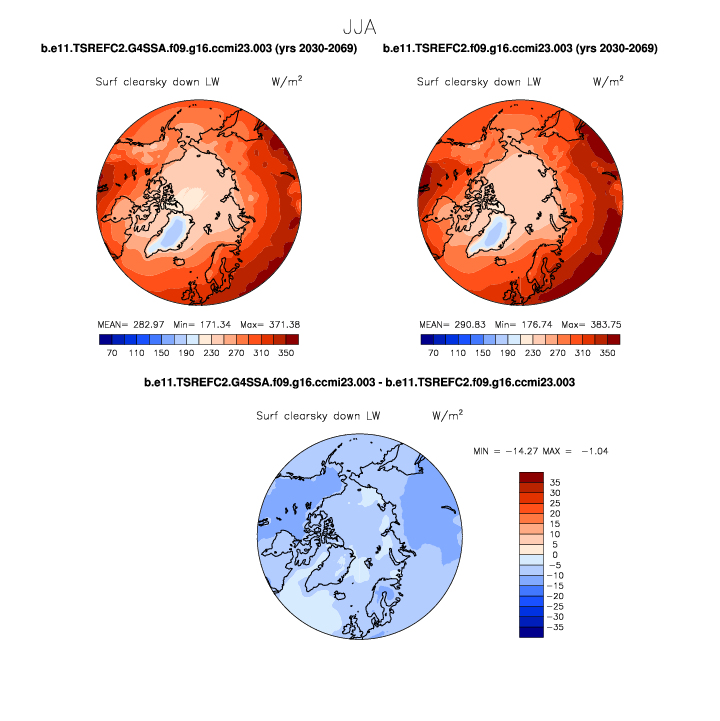 JJA
b.e11.TSREFC2.G4SSA.f09.g16.ccmi23.003 (yrs 2030-2069) b.e11.TSREFC2.f09.g16.ccmi23.003 (yrs 2030-2069)
Surf clearsky down LW W/m² Surf clearsky down LW W/m²
MEAN= 282.97 Min= 171.34 Max= 371.38 MEAN= 290.83 Min= 176.74 Max= 383.75
70 110 150 190 230 270 310 350 70 110 150 190 230 270 310 350
b.e11.TSREFC2.G4SSA.f09.g16.ccmi23.003 - b.e11.TSREFC2.f09.g16.ccmi23.003
Surf clearsky down LW W/m²
MIN = −14.27 MAX = −1.04
35
30
25
20
15
10
5
0
−5
−10
−15
−20
−25
−30
−35